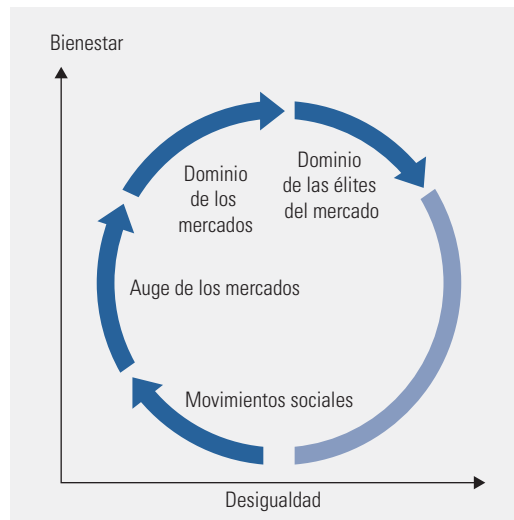 Bienestar
Dominio
de los
mercados
Dominio
de las élites
del mercado
Auge de los mercados
Movimientos sociales
Desigualdad